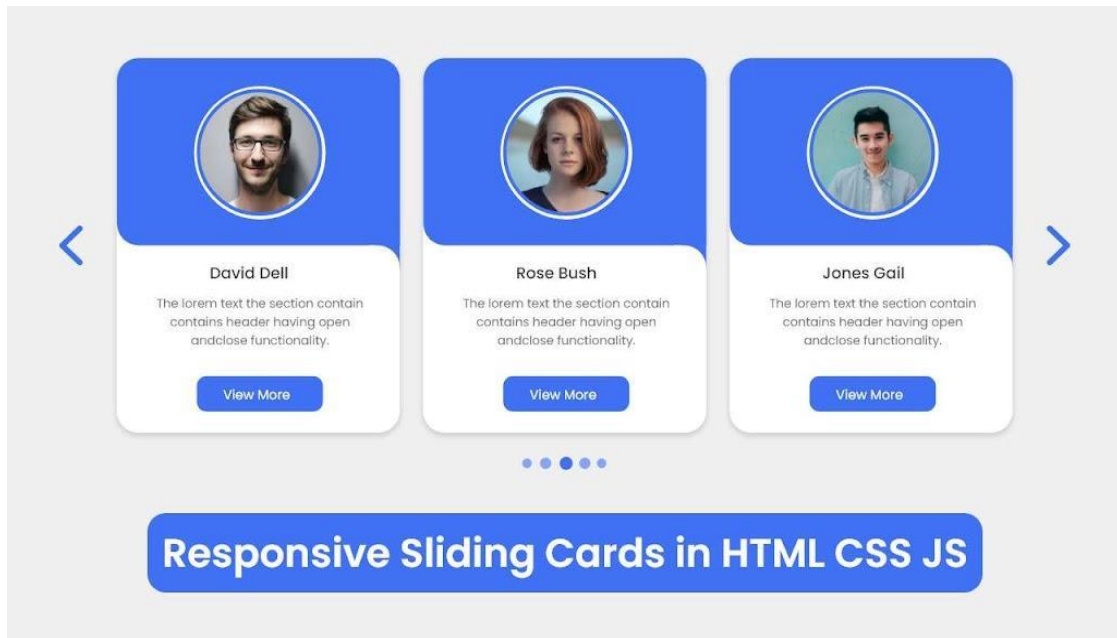 David Dell
The lorem text the section contain
contains header having open
andclose functionality.
View More
Rose Bush
The lorem text the section contain
contains header having open
andclose functionality.
View More
Jones Gail
The lorem text the section contain
contains header having open
andclose functionality.
View More
Responsive Sliding Cards in HTML CSS JS